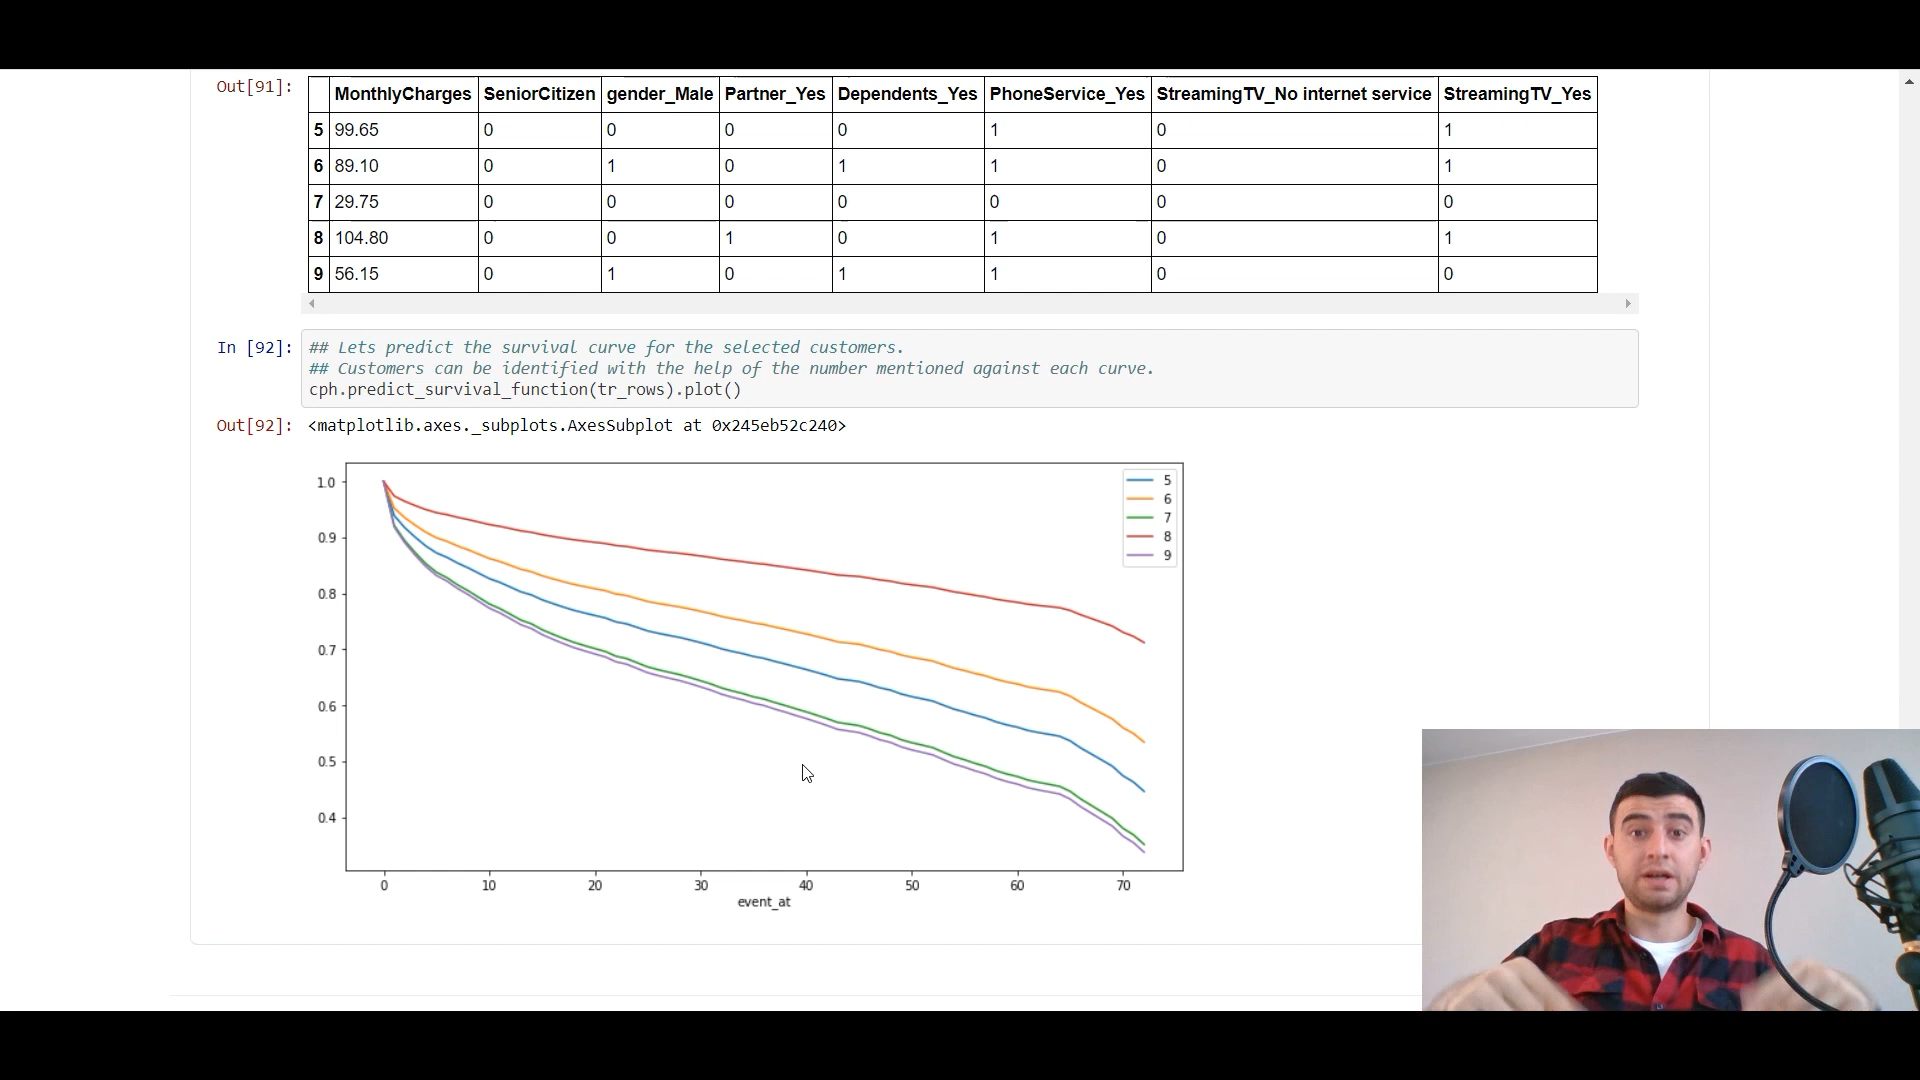 Out[91]:
MonthlyCharges SeniorCitizen gender_Male Partner_Yes Dependents_Yes PhoneService_Yes StreamingTV_No internet service StreamingTV_Yes
5 99.65 0 0 0 0 1 0 1
6 89.10 0 1 0 1 1 0 1
7 29.75 0 0 0 0 0 0 0
8 104.80 0 0 1 0 1 0 1
9 56.15 0 1 0 1 1 0 0
In [92]:
## Lets predict the survival curve for the selected customers.
## Customers can be identified with the help of the number mentioned against each curve.
cph.predict_survival_function(tr_rows).plot()
Out[92]: <matplotlib.axes._subplots.AxesSubplot at 0x245eb52c240>
1.0
0.9
0.8
0.7
0.6
0.5
0.4
5
6
7
8
9
0 10 20 30 40 50 60 70
event_at